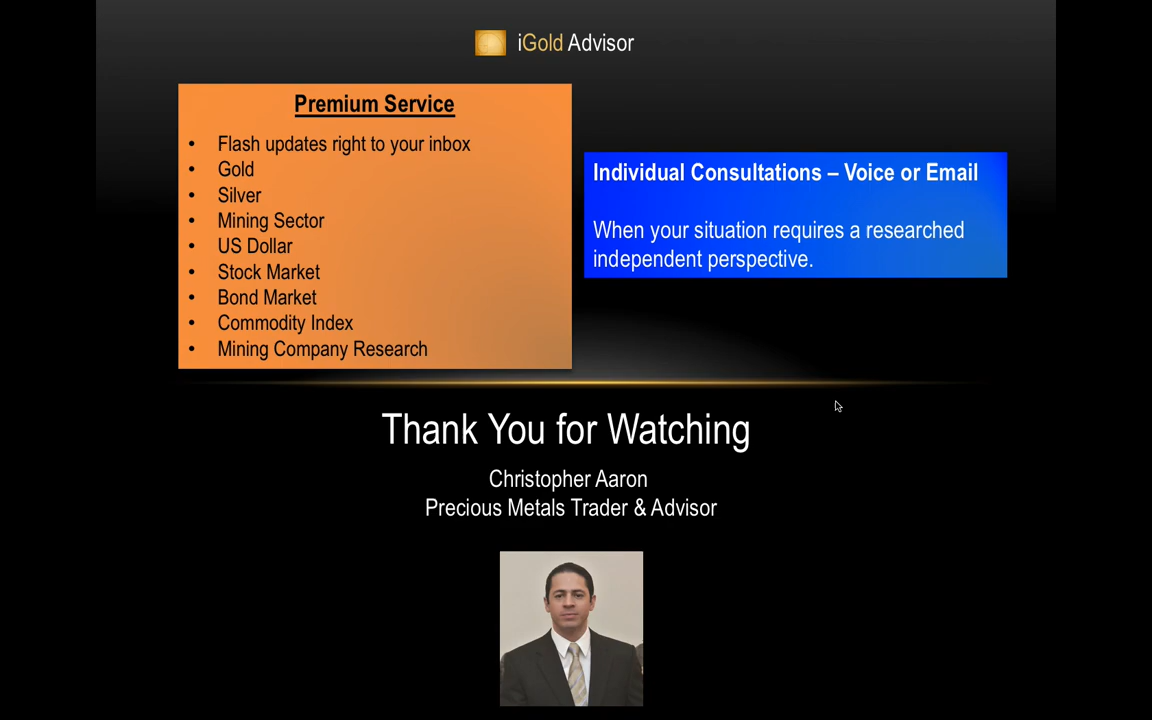 iGold Advisor
Premium Service
• Flash updates right to your inbox
• Gold
• Silver
• Mining Sector
• US Dollar
• Stock Market
• Bond Market
• Commodity Index
• Mining Company Research
Individual Consultations – Voice or Email
When your situation requires a researched
independent perspective.
Thank You for Watching
Christopher Aaron
Precious Metals Trader & Advisor